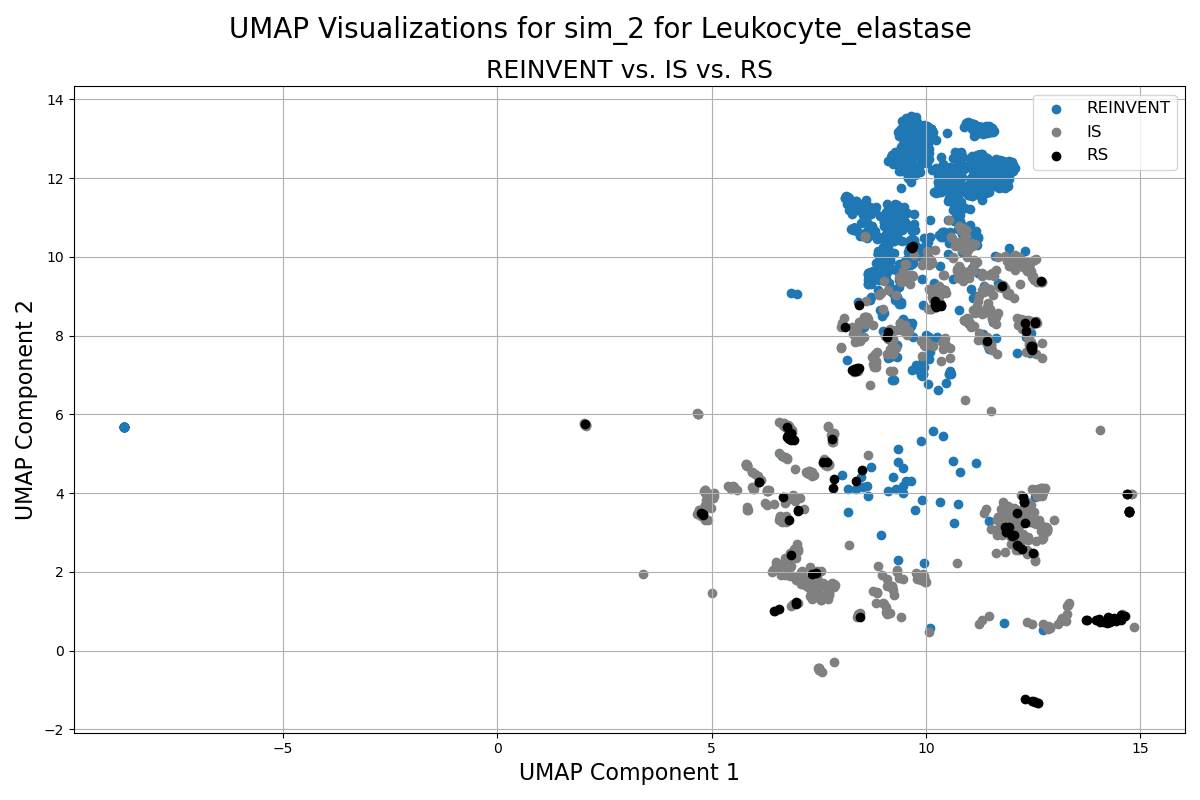 UMAP Visualizations for sim_2 for Leukocyte_elastase
REINVENT vs. IS vs. RS
REINVENT
IS
RS
14
12
10
8
6
4
2
0
−2
−5
0
5
10
15
UMAP Component 1
UMAP Component 2